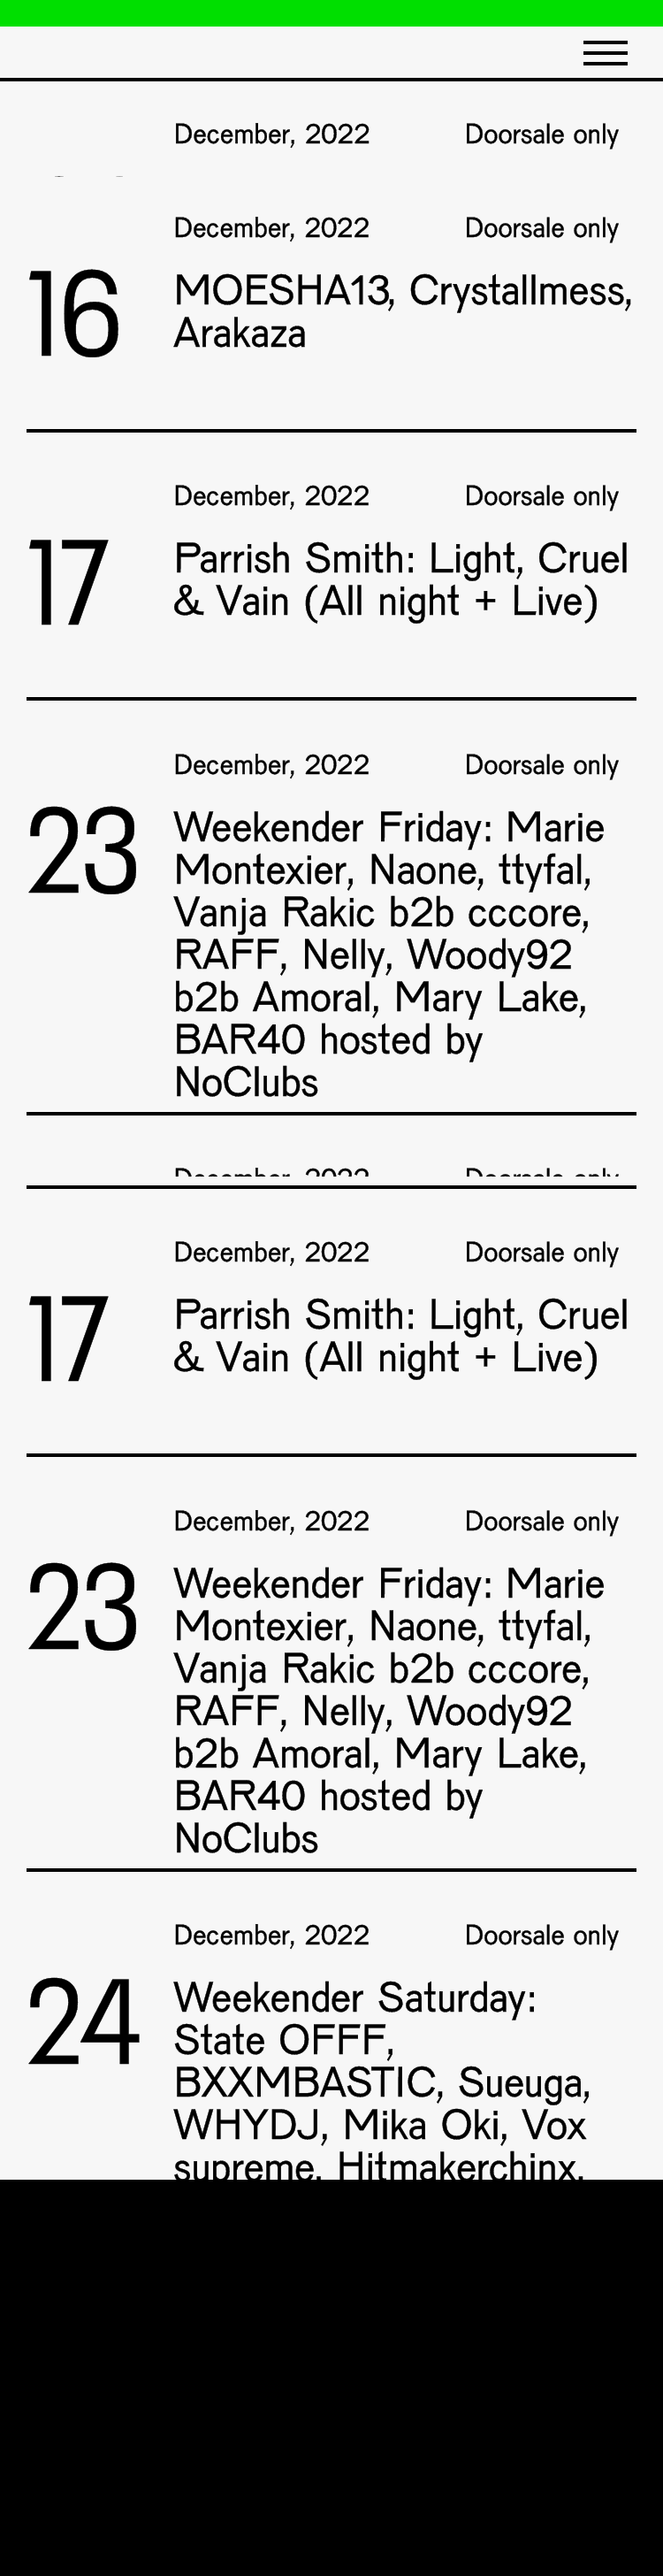 December, 2022 Doorsale only
December, 2022 Doorsale only
16
MOESHA13, Crystallmess,
Arakaza
December, 2022 Doorsale only
17
Parrish Smith: Light, Cruel
& Vain (All night + Live)
December, 2022 Doorsale only
23
Weekender Friday: Marie
Montexier, Naone, ttyfal,
Vanja Rakic b2b cccore,
RAFF, Nelly, Woody92
b2b Amoral, Mary Lake,
BAR40 hosted by
NoClubs
December, 2022 Doorsale only
December, 2022 Doorsale only
17
Parrish Smith: Light, Cruel
& Vain (All night + Live)
December, 2022 Doorsale only
23
Weekender Friday: Marie
Montexier, Naone, ttyfal,
Vanja Rakic b2b cccore,
RAFF, Nelly, Woody92
b2b Amoral, Mary Lake,
BAR40 hosted by
NoClubs
December, 2022 Doorsale only
24
Weekender Saturday:
State OFFF,
BXXMBASTIC, Sueuga,
WHYDJ, Mika Oki, Vox
supreme, Hitmakerchinx,